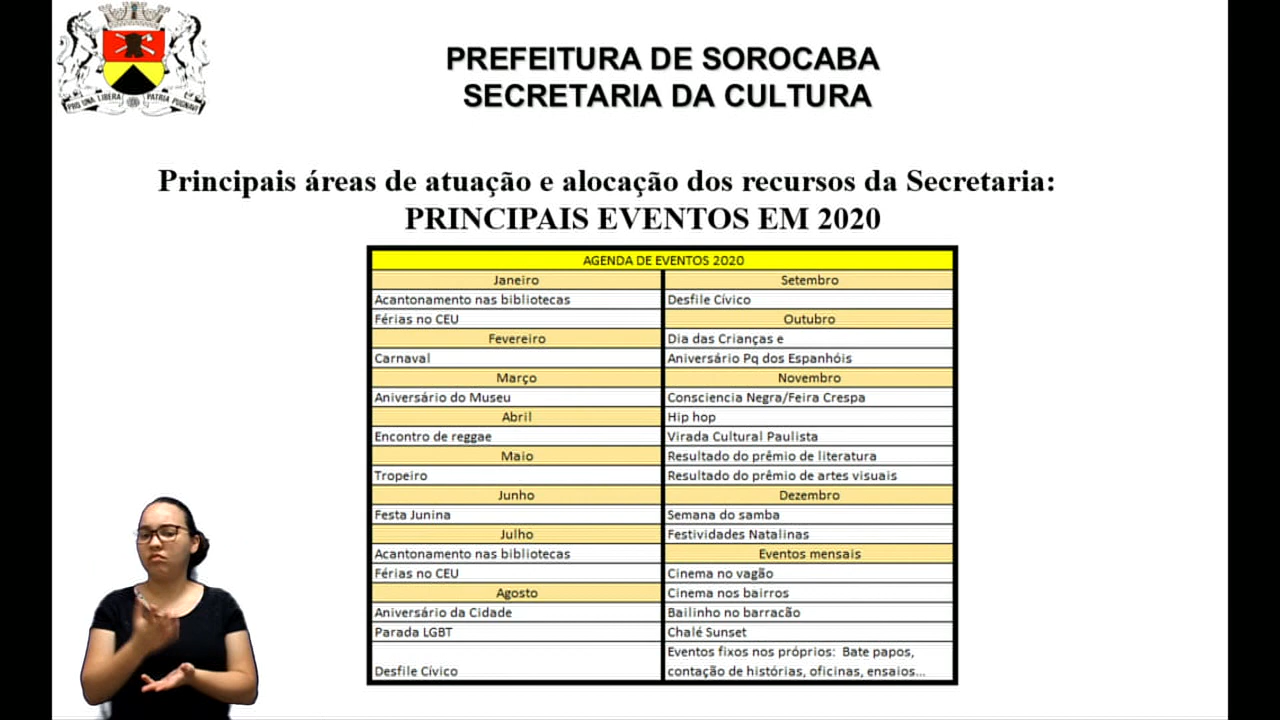 PREFEITURA DE SOROCABA
SECRETARIA DA CULTURA
PRO UNA LIBERA PATRIA PUGNAVI
Principais áreas de atuação e alocação dos recursos da Secretaria:
PRINCIPAIS EVENTOS EM 2020
AGENDA DE EVENTOS 2020
Janeiro
Acantonamento nas bibliotecas
Férias no CEU
Fevereiro
Carnaval
Março
Aniversário do Museu
Abril
Encontro de reggae
Maio
Tropeiro
Junho
Festa Junina
Julho
Acantonamento nas bibliotecas
Férias no CEU
Agosto
Aniversário da Cidade
Parada LGBT
Desfile Cívico
Setembro
Desfile Cívico
Outubro
Dia das Crianças e
Aniversário Pq dos Espanhóis
Novembro
Consciencia Negra/Feira Crespa
Hip hop
Virada Cultural Paulista
Resultado do prêmio de literatura
Resultado do prêmio de artes visuais
Dezembro
Semana do samba
Festividades Natalinas
Eventos mensais
Cinema no vagão
Cinema nos bairros
Bailinho no barracão
Chalé Sunset
Eventos fixos nos próprios:  Bate papos,
contação de histórias, oficinas, ensaios...